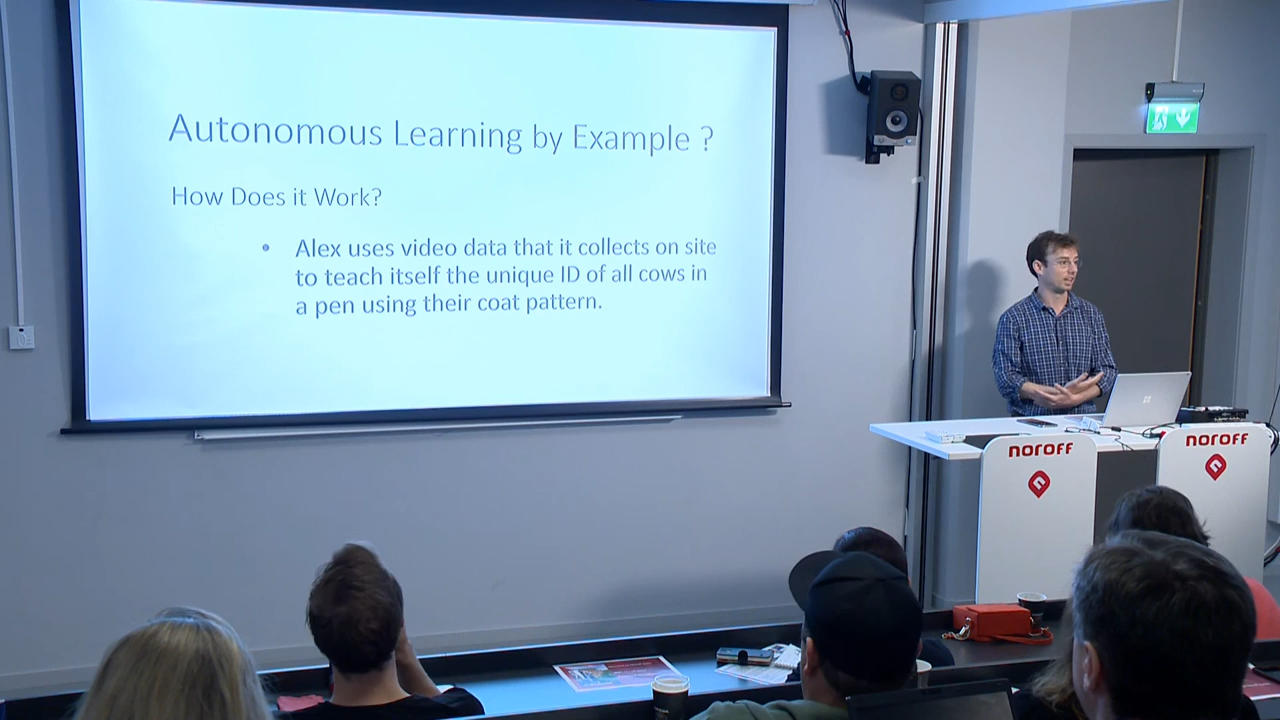 Autonomous Learning by Example ?
How Does it Work?
• Alex uses video data that it collects on site
to teach itself the unique ID of all cows in
a pen using their coat pattern.
noroff
noroff